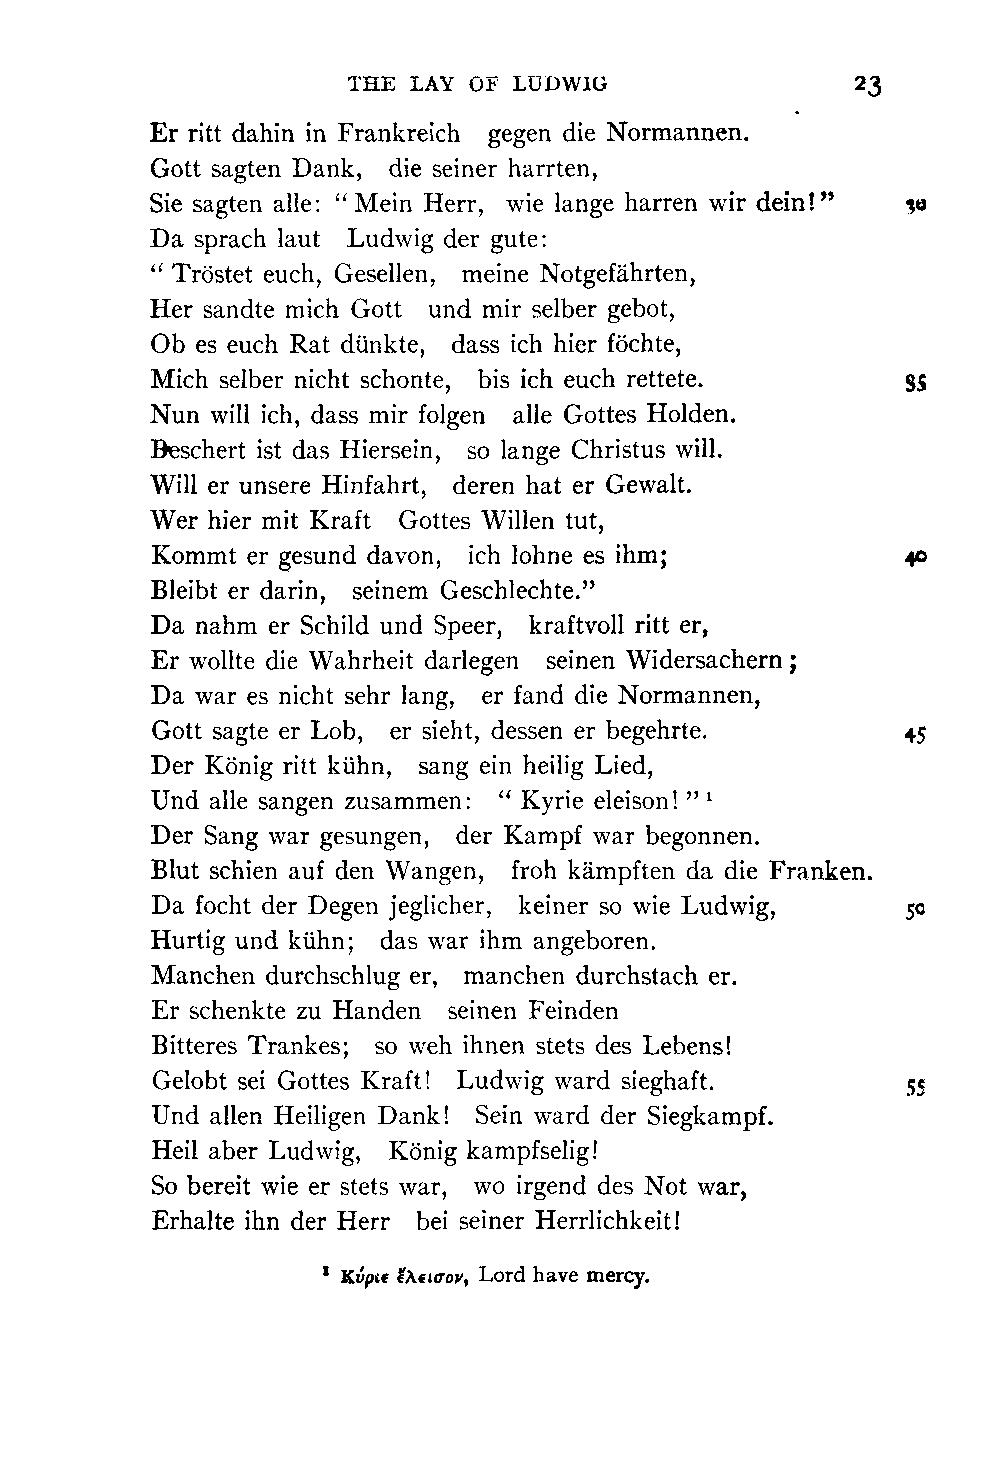 THE LAY OF LUDWIG 23
Er ritt dahin in Frankreich gegen die Normannen.
Gott sagten Dank, die seiner harrten,
Sie sagten alle: “Mein Herr, wie lange harren wir dein!” 30
Da sprach laut Ludwig der gute:
“Tröstet euch, Gesellen, meine Notgefährten,
Her sandte mich Gott und mir selber gebot,
Ob es euch Rat dünkte, dass ich hier föchte,
Mich selber nicht schonte, bis ich euch rettete. 35
Nun will ich, dass mir folgen alle Gottes Holden.
Beschert ist das Hiersein, so lange Christus will.
Will er unsere Hinfahrt, deren hat er Gewalt.
Wer hier mit Kraft Gottes Willen tut,
Kommt er gesund davon, ich lohne es ihm; 40
Bleibt er darin, seinem Geschlechte.”
Da nahm er Schild und Speer, kraftvoll ritt er,
Er wollte die Wahrheit darlegen seinen Widersachern;
Da war es nicht sehr lang, er fand die Normannen,
Gott sagte er Lob, er sieht, dessen er begehrte. 45
Der König ritt kühn, sang ein heilig Lied,
Und alle sangen zusammen: “Kyrie eleison!”¹
Der Sang war gesungen, der Kampf war begonnen.
Blut schien auf den Wangen, froh kämpften da die Franken.
Da focht der Degen jeglicher, keiner so wie Ludwig, 50
Hurtig und kühn; das war ihm angeboren.
Manchen durchschlug er, manchen durchstach er.
Er schenkte zu Handen seinen Feinden
Bitteres Trankes; so weh ihnen stets des Lebens!
Gelobt sei Gottes Kraft! Ludwig ward sieghaft. 55
Und allen Heiligen Dank! Sein ward der Siegkampf.
Heil aber Ludwig, König kampfselig!
So bereit wie er stets war, wo irgend des Not war,
Erhalte ihn der Herr bei seiner Herrlichkeit!
¹ Κύριε ἔλεισον, Lord have mercy.